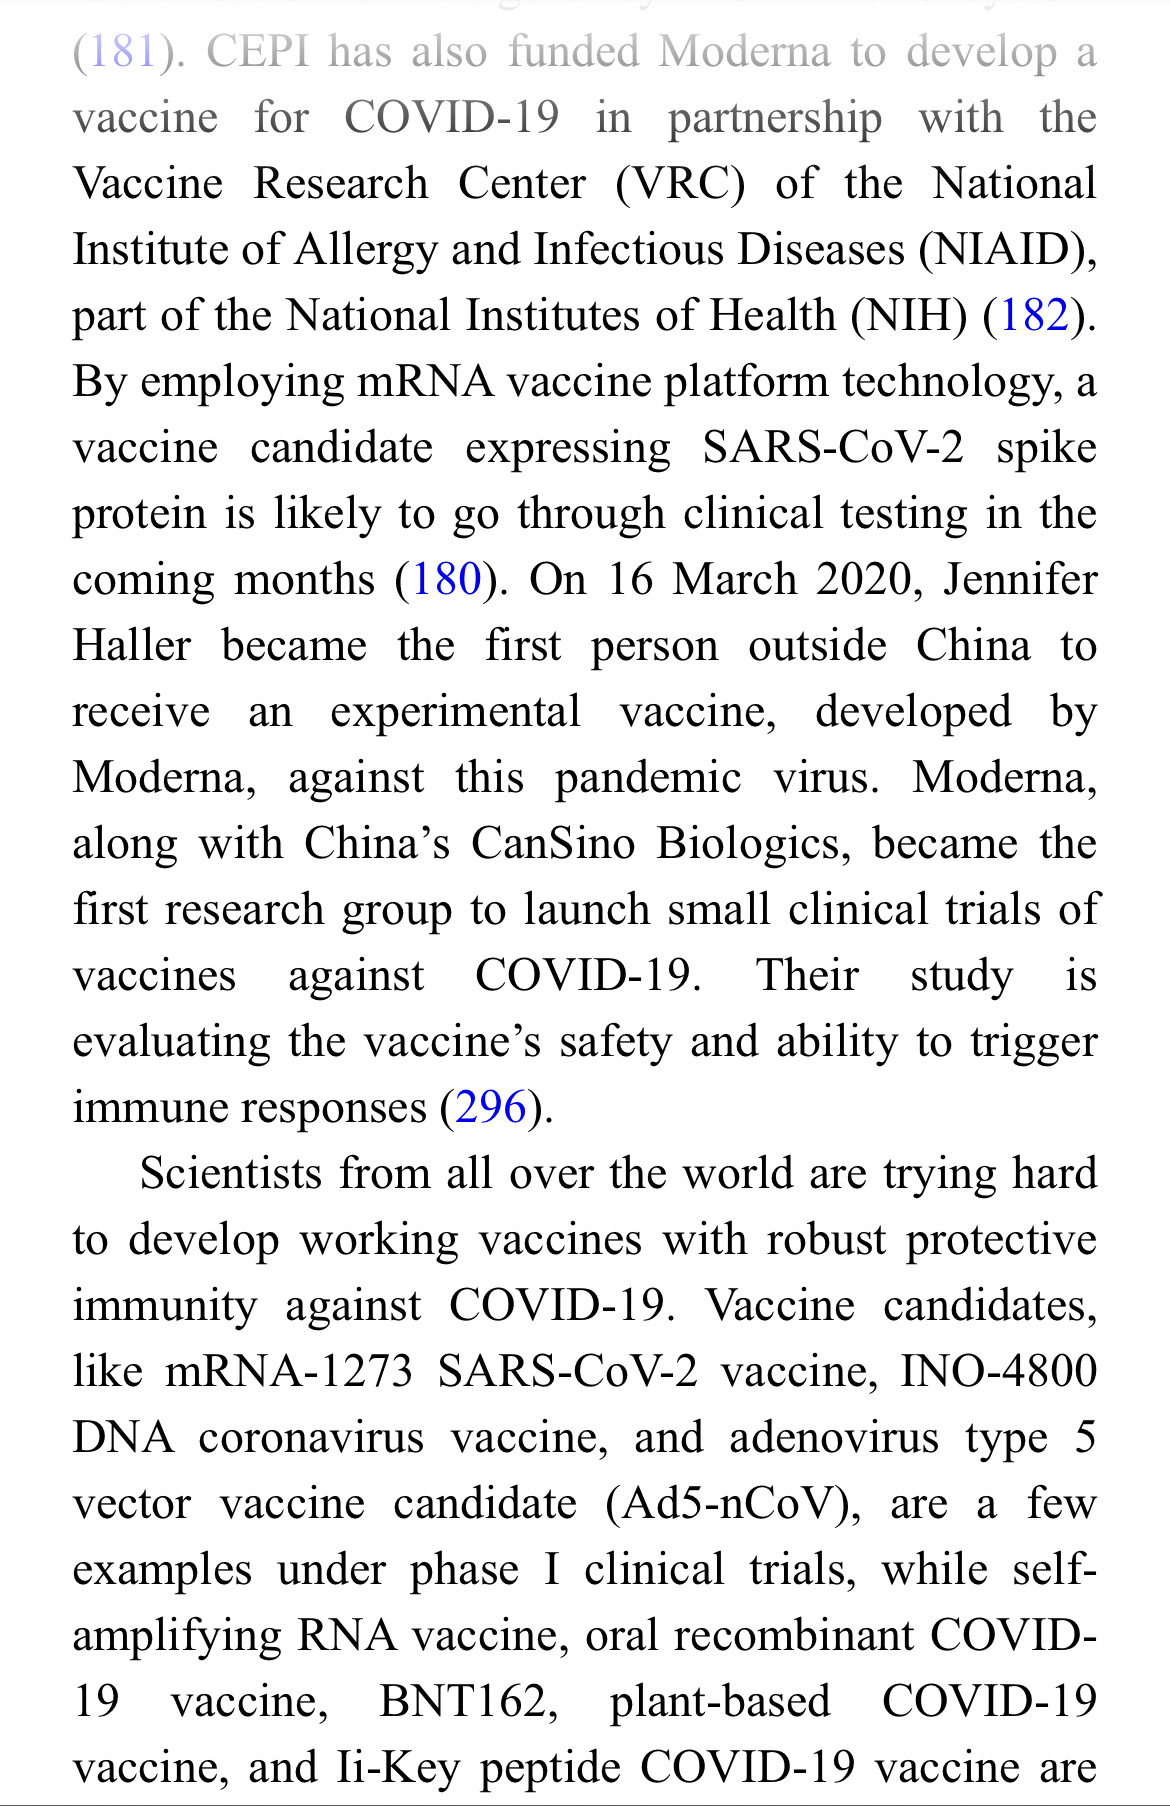 (181). CEPI has also funded Moderna to develop a
vaccine for COVID-19 in partnership with the
Vaccine Research Center (VRC) of the National
Institute of Allergy and Infectious Diseases (NIAID),
part of the National Institutes of Health (NIH) (182).
By employing mRNA vaccine platform technology, a
vaccine candidate expressing SARS-CoV-2 spike
protein is likely to go through clinical testing in the
coming months (180). On 16 March 2020, Jennifer
Haller became the first person outside China to
receive an experimental vaccine, developed by
Moderna, against this pandemic virus. Moderna,
along with China’s CanSino Biologics, became the
first research group to launch small clinical trials of
vaccines against COVID-19. Their study is
evaluating the vaccine’s safety and ability to trigger
immune responses (296).
Scientists from all over the world are trying hard
to develop working vaccines with robust protective
immunity against COVID-19. Vaccine candidates,
like mRNA-1273 SARS-CoV-2 vaccine, INO-4800
DNA coronavirus vaccine, and adenovirus type 5
vector vaccine candidate (Ad5-nCoV), are a few
examples under phase I clinical trials, while self-
amplifying RNA vaccine, oral recombinant COVID-
19 vaccine, BNT162, plant-based COVID-19
vaccine, and Ii-Key peptide COVID-19 vaccine are